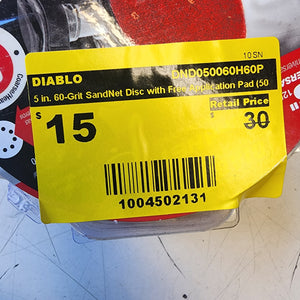 10 SN
DIABLO DND050060H60P
5 in. 60-Grit SandNet Disc with Free Application Pad (50
Retail Price
$ 15 $ 30
1004502131